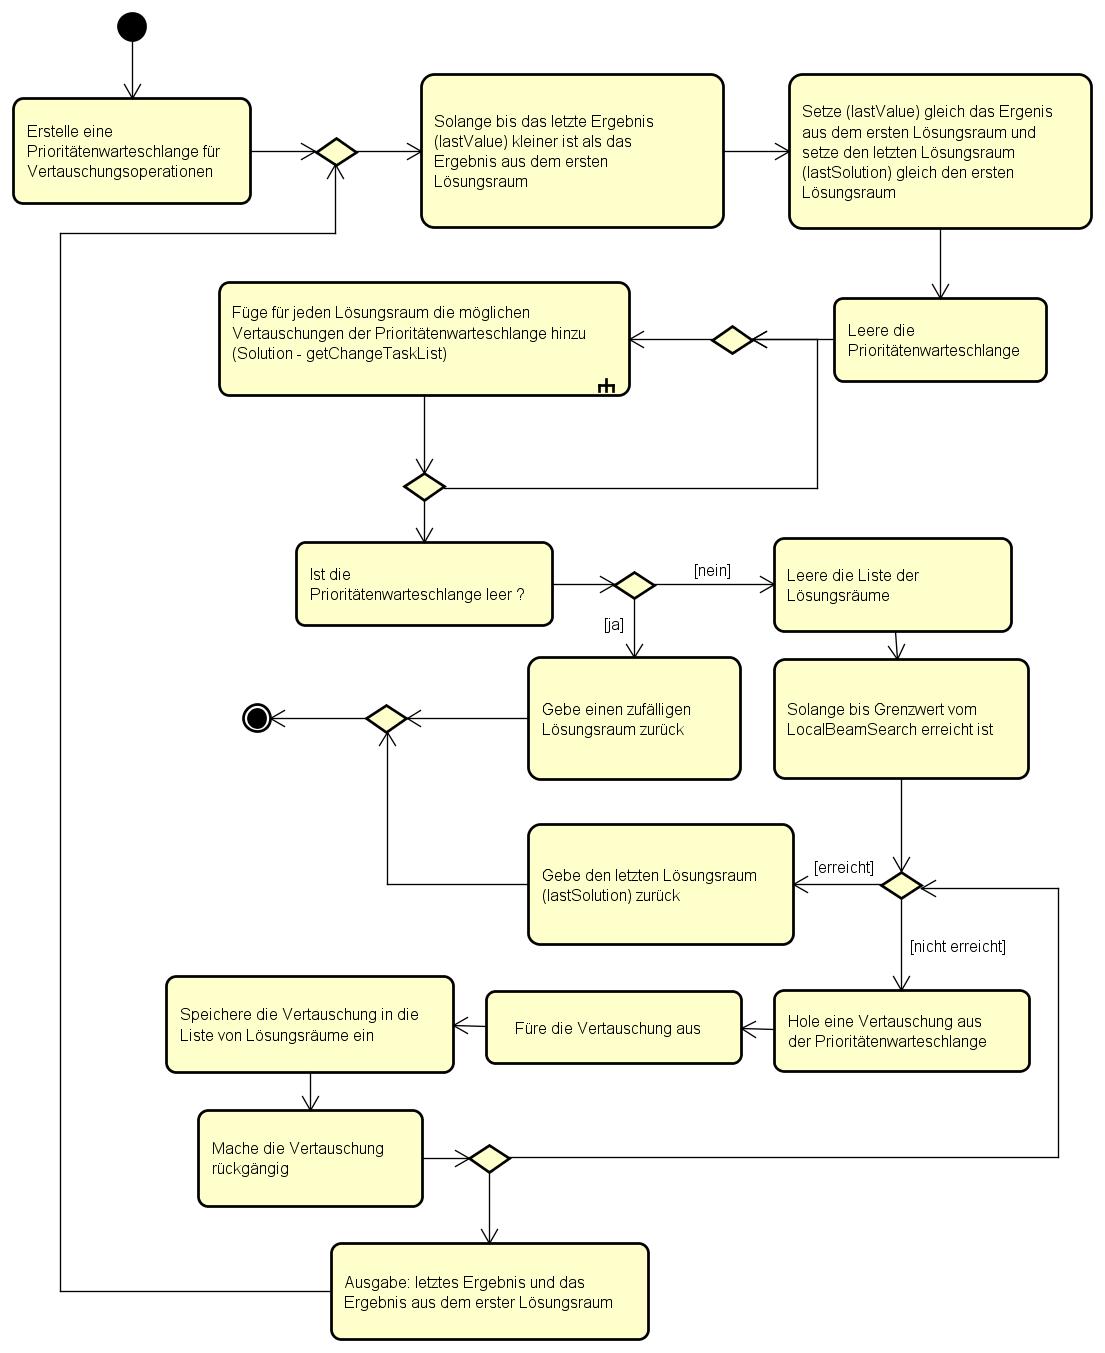 Erstelle eine
Prioritätenwarteschlange für
Vertauschungsoperationen
Solange bis das letzte Ergebnis
(lastValue) kleiner ist als das
Ergebnis aus dem ersten
Lösungsraum
Setze (lastValue) gleich das Ergenis
aus dem ersten Lösungsraum und
setze den letzten Lösungsraum
(lastSolution) gleich den ersten
Lösungsraum
Füge für jeden Lösungsraum die möglichen
Vertauschungen der Prioritätenwarteschlange hinzu
(Solution - getChangeTaskList)
Leere die
Prioritätenwarteschlange
Ist die
Prioritätenwarteschlange leer ?
[nein]
[ja]
Leere die Liste der
Lösungsräume
Gebe einen zufälligen
Lösungsraum zurück
Solange bis Grenzwert vom
LocalBeamSearch erreicht ist
Gebe den letzten Lösungsraum
(lastSolution) zurück
[erreicht]
[nicht erreicht]
Speichere die Vertauschung in die
Liste von Lösungsräume ein
Füre die Vertauschung aus
Hole eine Vertauschung aus
der Prioritätenwarteschlange
Mache die Vertauschung
rückgängig
Ausgabe: letztes Ergebnis und das
Ergebnis aus dem erster Lösungsraum